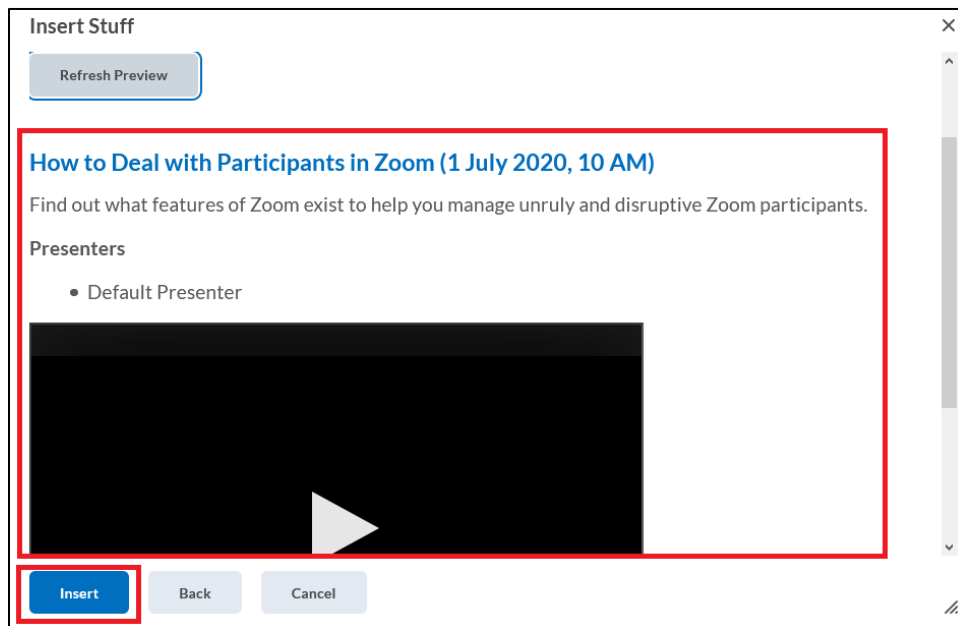 Insert Stuff
Refresh Preview
How to Deal with Participants in Zoom (1 July 2020, 10 AM)
Find out what features of Zoom exist to help you manage unruly and disruptive Zoom participants.
Presenters
Default Presenter
Insert Back Cancel